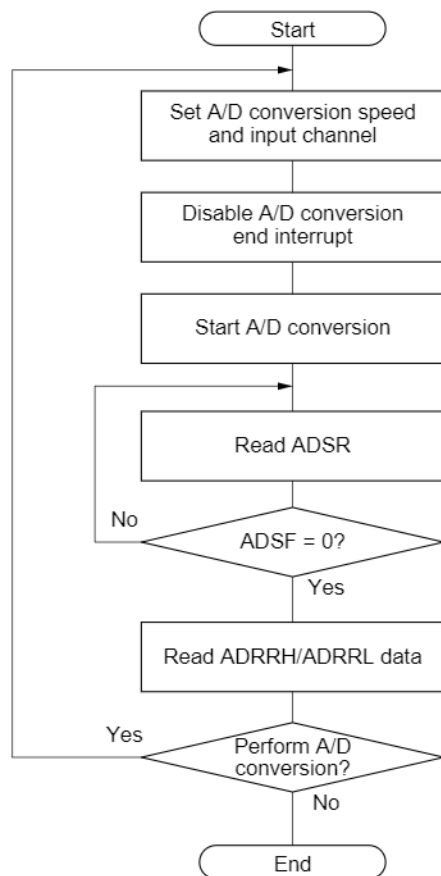 Start
Set A/D conversion speed
and input channel
Disable A/D conversion
end interrupt
Start A/D conversion
Read ADSR
No
ADSF = 0?
Yes
Read ADRRH/ADRRL data
Yes
Perform A/D
conversion?
No
End